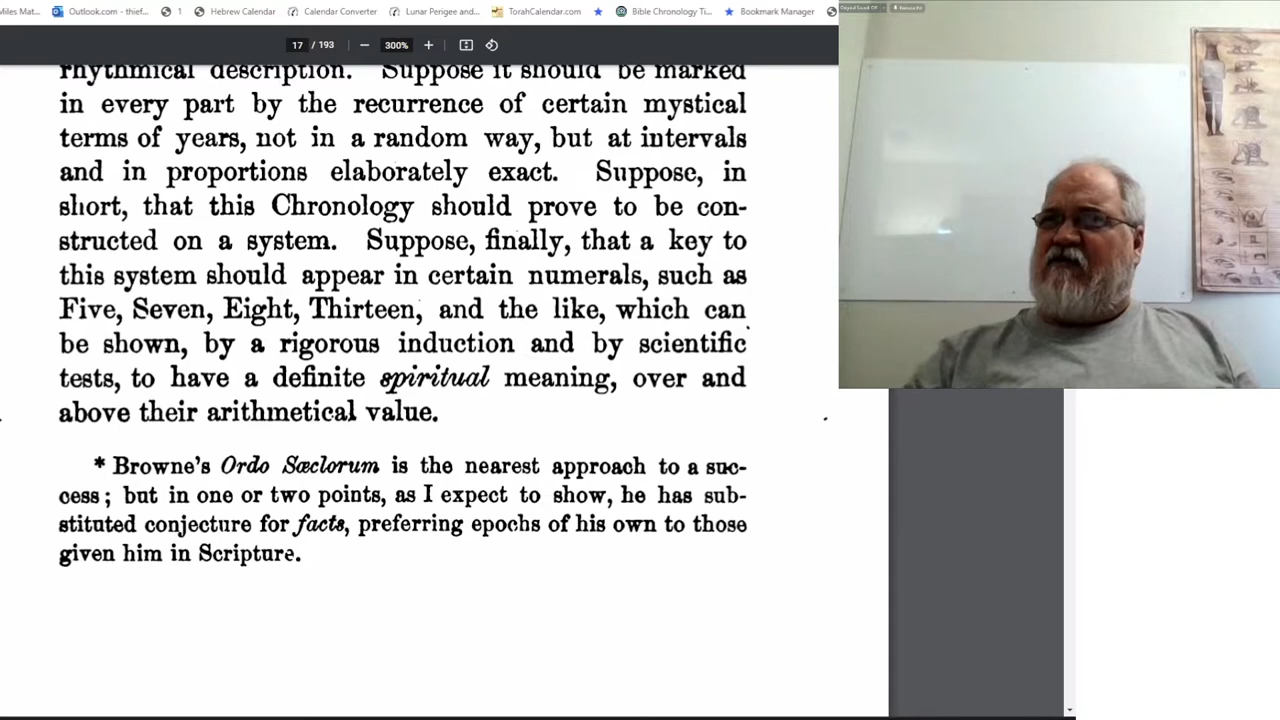 Miles Mat...
Outlook.com - thief...
1
Hebrew Calendar
Calendar Converter
Lunar Perigee and...
TorahCalendar.com
Bible Chronology Ti...
Bookmark Manager
17 / 193
300%
rhythmical description. Suppose it should be marked
in every part by the recurrence of certain mystical
terms of years, not in a random way, but at intervals
and in proportions elaborately exact. Suppose, in
short, that this Chronology should prove to be con-
structed on a system. Suppose, finally, that a key to
this system should appear in certain numerals, such as
Five, Seven, Eight, Thirteen, and the like, which can
be shown, by a rigorous induction and by scientific
tests, to have a definite spiritual meaning, over and
above their arithmetical value.
* Browne's Ordo Sæclorum is the nearest approach to a suc-
cess; but in one or two points, as I expect to show, he has sub-
stituted conjecture for facts, preferring epochs of his own to those
given him in Scripture.